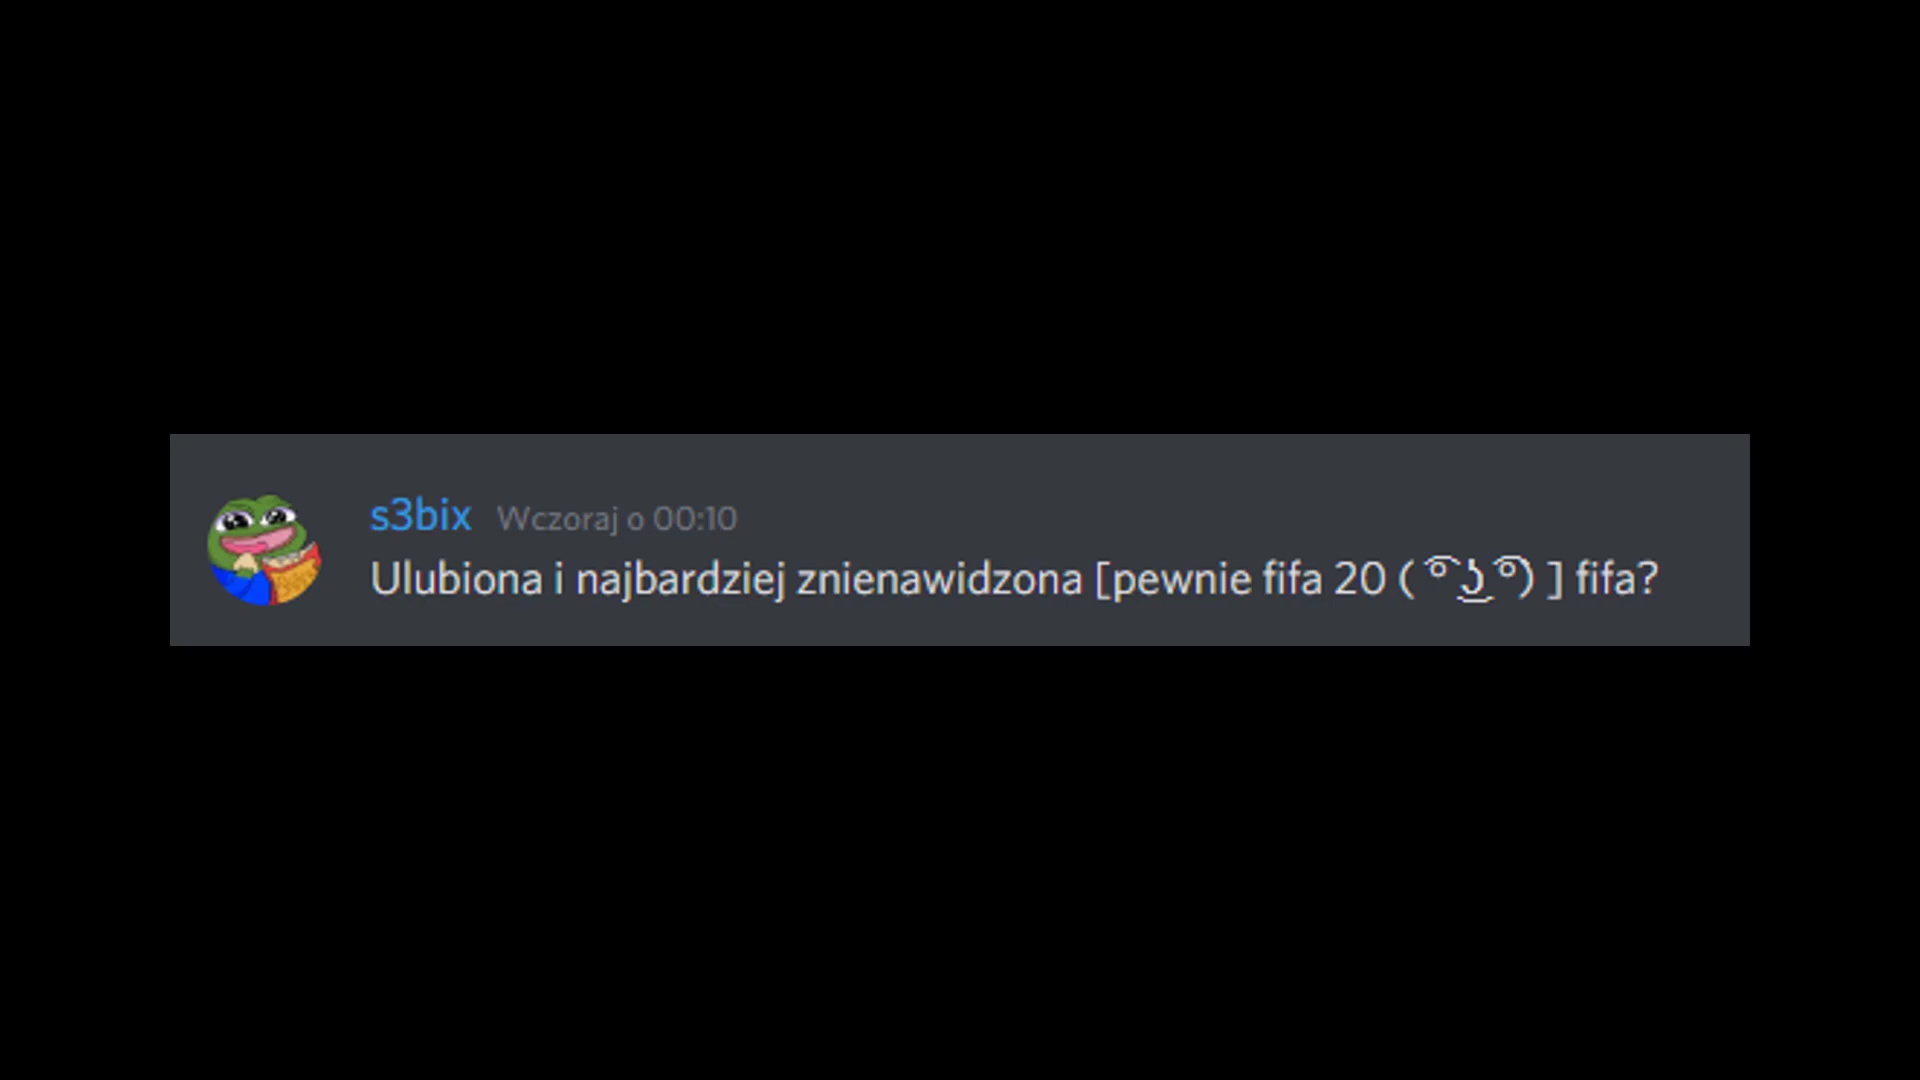 s3bix Wczoraj o 00:10
Ulubiona i najbardziej znienawidzona [pewnie fifa 20 ( ͡° ͜ʖ ͡°) ] fifa?